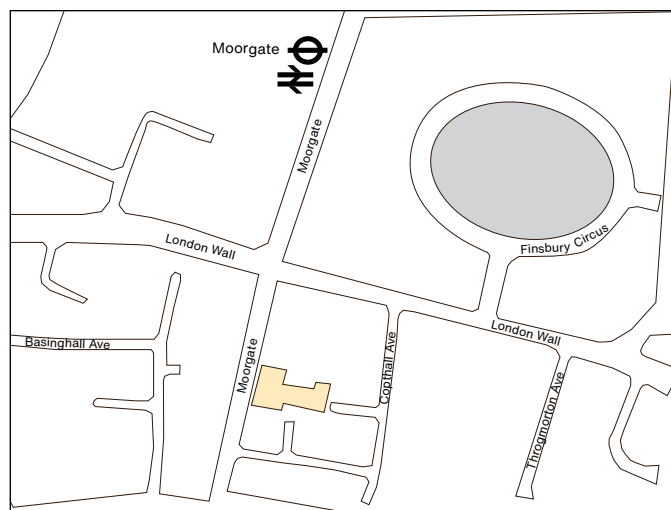 Moorgate
Moorgate
London Wall
Finsbury Circus
London Wall
Basinghall Ave
Moorgate
Copthall Ave
Throgmorton Ave